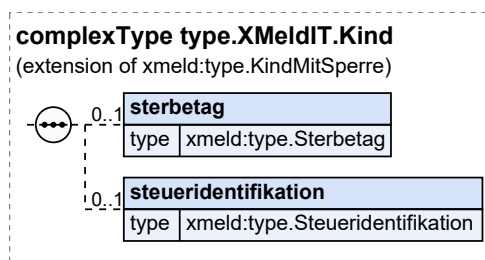 complexType type.XMeldIT.Kind
(extension of xmeld:type.KindMitSperre)
0..1 sterbetag
type xmeld:type.Sterbetag
0..1 steueridentifikation
type xmeld:type.Steueridentifikation